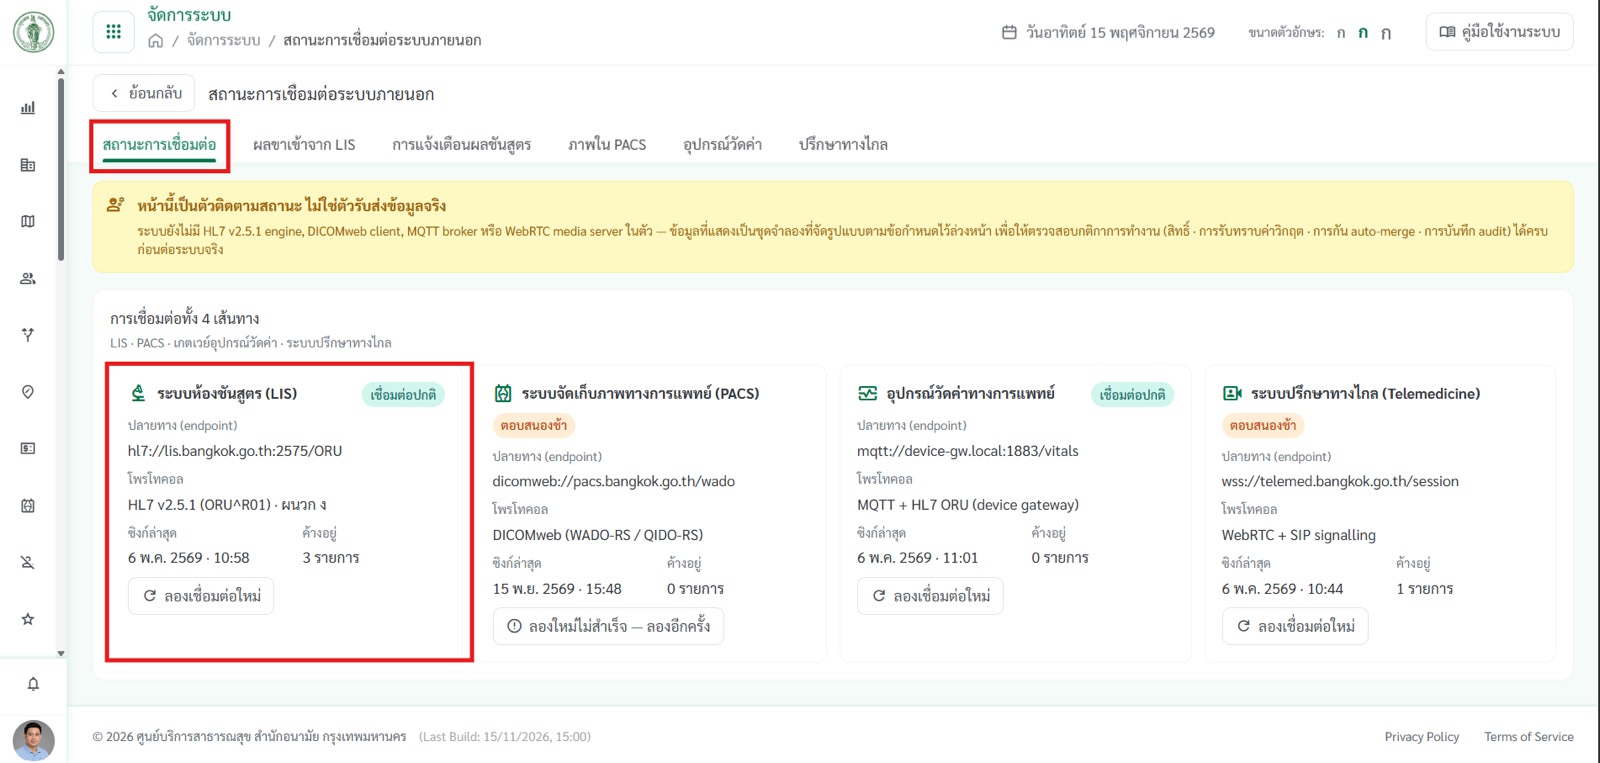 จัดการระบบ
/ จัดการระบบ / สถานะการเชื่อมต่อระบบภายนอก
วันอาทิตย์ 15 พฤศจิกายน 2569
ขนาดตัวอักษร: ก ก ก
คู่มือใช้งานระบบ
ย้อนกลับ
สถานะการเชื่อมต่อระบบภายนอก
สถานะการเชื่อมต่อ
ผลขาเข้าจาก LIS
การแจ้งเตือนผลชันสูตร
ภาพใน PACS
อุปกรณ์วัดค่า
ปรึกษาทางไกล
หน้านี้เป็นตัวติดตามสถานะ ไม่ใช่ตัวรับส่งข้อมูลจริง
ระบบยังไม่มี HL7 v2.5.1 engine, DICOMweb client, MQTT broker หรือ WebRTC media server ในตัว — ข้อมูลที่แสดงเป็นชุดจำลองที่จัดรูปแบบตามข้อกำหนดไว้ล่วงหน้า เพื่อให้ตรวจสอบกติกาการทำงาน (สิทธิ์ · การรับทราบค่าวิกฤต · การกัน auto-merge · การบันทึก audit) ได้ครบ
ก่อนต่อระบบจริง
การเชื่อมต่อทั้ง 4 เส้นทาง
LIS · PACS · เกตเวย์อุปกรณ์วัดค่า · ระบบปรึกษาทางไกล
ระบบห้องชันสูตร (LIS)
เชื่อมต่อปกติ
ปลายทาง (endpoint)
hl7://lis.bangkok.go.th:2575/ORU
โพรโทคอล
HL7 v2.5.1 (ORU^R01) · ผนวก ง
ซิงก์ล่าสุด
ค้างอยู่
6 พ.ค. 2569 · 10:58
3 รายการ
ลองเชื่อมต่อใหม่
ระบบจัดเก็บภาพทางการแพทย์ (PACS)
ตอบสนองช้า
ปลายทาง (endpoint)
dicomweb://pacs.bangkok.go.th/wado
โพรโทคอล
DICOMweb (WADO-RS / QIDO-RS)
ซิงก์ล่าสุด
ค้างอยู่
15 พ.ย. 2569 · 15:48
0 รายการ
ลองใหม่ไม่สำเร็จ — ลองอีกครั้ง
อุปกรณ์วัดค่าทางการแพทย์
เชื่อมต่อปกติ
ปลายทาง (endpoint)
mqtt://device-gw.local:1883/vitals
โพรโทคอล
MQTT + HL7 ORU (device gateway)
ซิงก์ล่าสุด
ค้างอยู่
6 พ.ค. 2569 · 11:01
0 รายการ
ลองเชื่อมต่อใหม่
ระบบปรึกษาทางไกล (Telemedicine)
ตอบสนองช้า
ปลายทาง (endpoint)
wss://telemed.bangkok.go.th/session
โพรโทคอล
WebRTC + SIP signalling
ซิงก์ล่าสุด
ค้างอยู่
6 พ.ค. 2569 · 10:44
1 รายการ
ลองเชื่อมต่อใหม่
© 2026 ศูนย์บริการสาธารณสุข สำนักอนามัย กรุงเทพมหานคร
(Last Build: 15/11/2026, 15:00)
Privacy Policy
Terms of Service